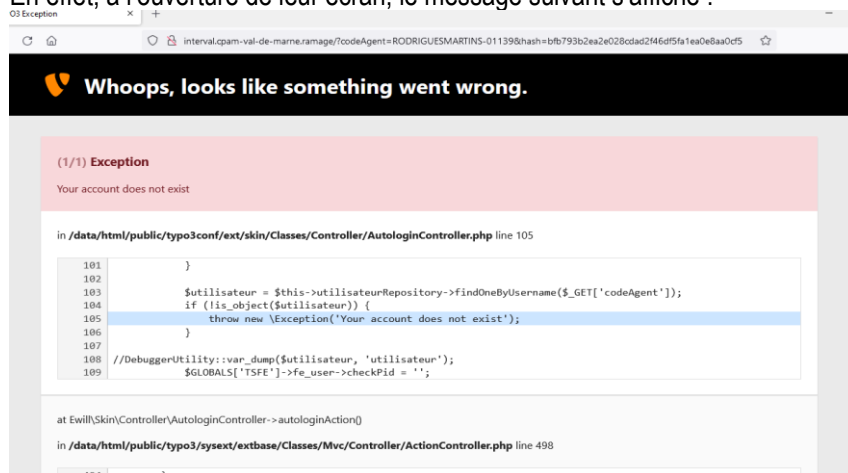 En effet, à l'ouverture de leur écran, le message suivant s'affiche :
O3 Exception × +
interval.cpam-val-de-marne.ramage/?codeAgent=RODRIGUESMARTINS-01139&hash=bfb793b2ea2e028cdad2f46df5fa1ea0e8aa0cf5
Whoops, looks like something went wrong.
(1/1) Exception
Your account does not exist
in /data/html/public/typo3conf/ext/skin/Classes/Controller/AutologinController.php line 105
101 }
102
103 $utilisateur = $this->utilisateurRepository->findOneByUsername($_GET['codeAgent']);
104 if (!is_object($utilisateur)) {
105 throw new \Exception('Your account does not exist');
106 }
107
108 //DebuggerUtility::var_dump($utilisateur, 'utilisateur');
109 $GLOBALS['TSFE']->fe_user->checkPid = '';
at Ewill\Skin\Controller\AutologinController->autologinAction()
in /data/html/public/typo3/sysext/extbase/Classes/Mvc/Controller/ActionController.php line 498